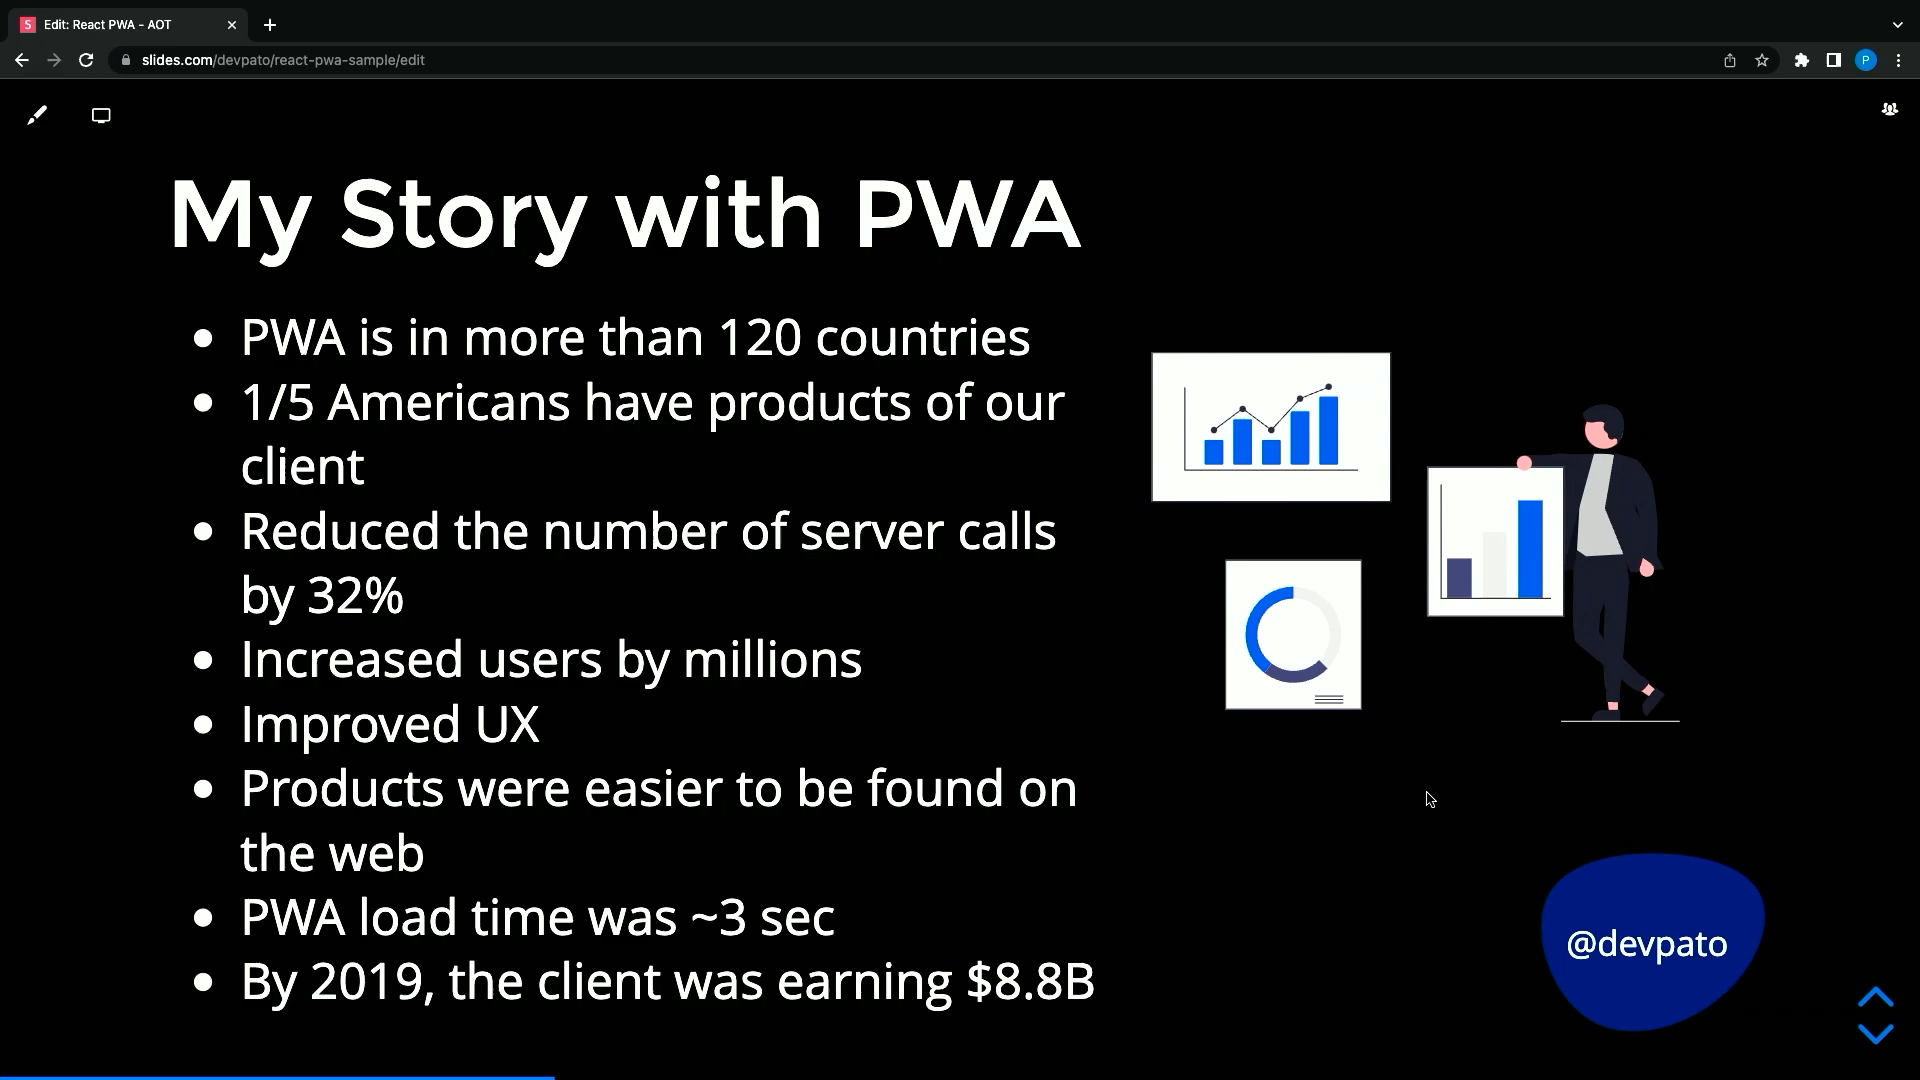 S Edit: React PWA - AOT
slides.com/devpato/react-pwa-sample/edit
P
My Story with PWA
PWA is in more than 120 countries
1/5 Americans have products of our
client
Reduced the number of server calls
by 32%
Increased users by millions
Improved UX
Products were easier to be found on
the web
PWA load time was ~3 sec
By 2019, the client was earning $8.8B
@devpato